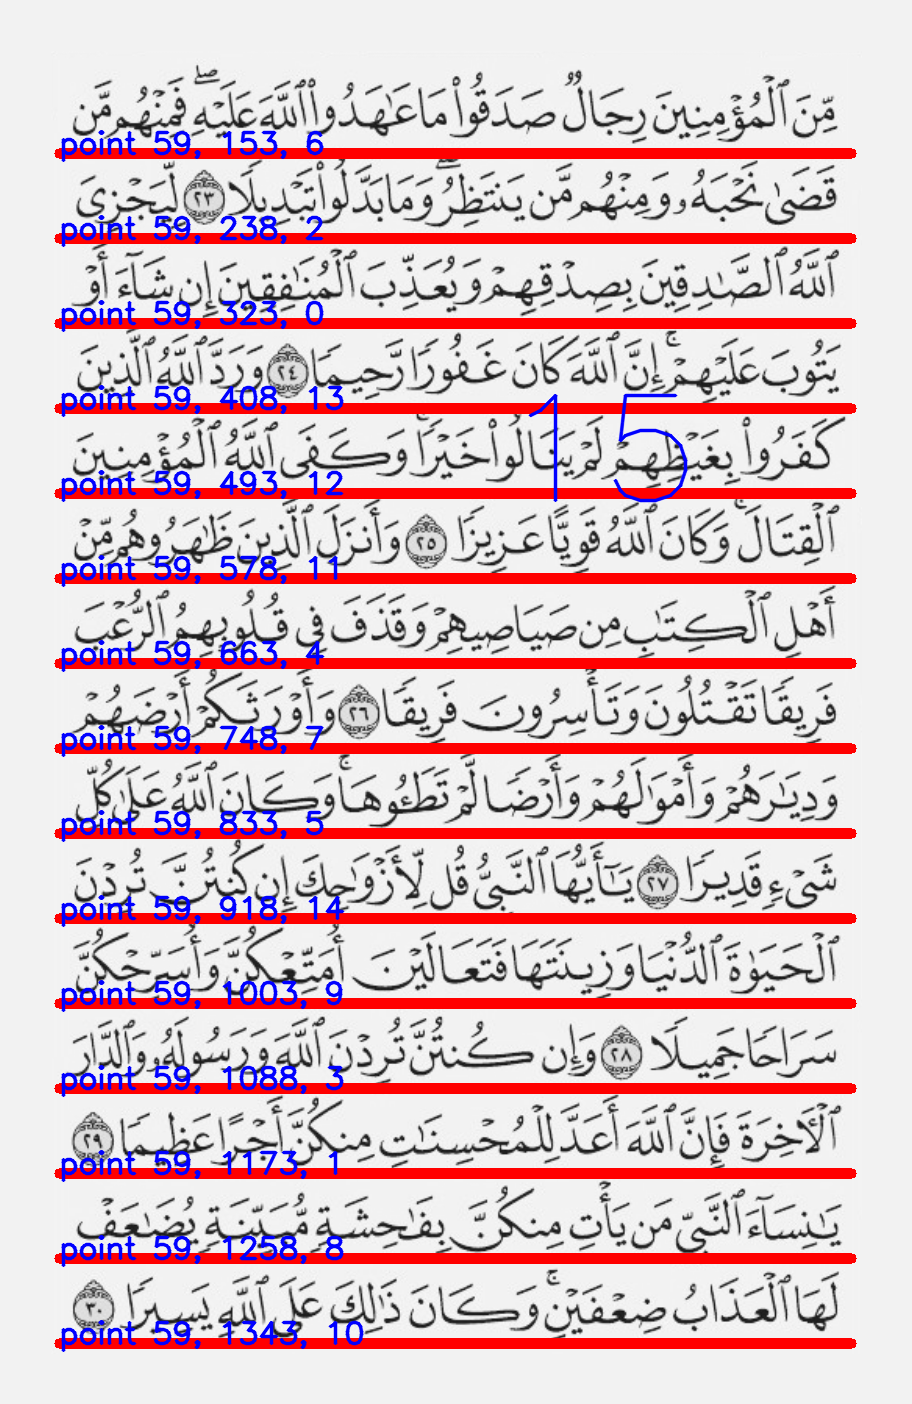 مِّنَ ٱلْمُؤْمِنِينَ رِجَالٌ صَدَقُوا۟ مَا عَـٰهَدُوا۟ ٱللَّهَ عَلَيْهِ ۖ فَمِنْهُم مَّن
point 59, 153, 6
قَضَىٰ نَحْبَهُۥ وَمِنْهُم مَّن يَنتَظِرُ ۖ وَمَا بَدَّلُوا۟ تَبْدِيلًا ٢٣ لِّيَجْزِىَ
point 59, 238, 2
ٱللَّهُ ٱلصَّـٰدِقِينَ بِصِدْقِهِمْ وَيُعَذِّبَ ٱلْمُنَـٰفِقِينَ إِن شَآءَ أَوْ
point 59, 323, 0
يَتُوبَ عَلَيْهِمْ ۚ إِنَّ ٱللَّهَ كَانَ غَفُورًا رَّحِيمًا ٢٤ وَرَدَّ ٱللَّهُ ٱلَّذِينَ
point 59, 408, 13
15
كَفَرُوا۟ بِغَيْظِهِمْ لَمْ يَنَالُوا۟ خَيْرًا ۚ وَكَفَى ٱللَّهُ ٱلْمُؤْمِنِينَ
point 59, 493, 12
ٱلْقِتَالَ ۚ وَكَانَ ٱللَّهُ قَوِيًّا عَزِيزًا ٢٥ وَأَنزَلَ ٱلَّذِينَ ظَـٰهَرُوهُم مِّنْ
point 59, 578, 11
أَهْلِ ٱلْكِتَـٰبِ مِن صَيَاصِيهِمْ وَقَذَفَ فِى قُلُوبِهِمُ ٱلرُّعْبَ
point 59, 663, 4
فَرِيقًا تَقْتُلُونَ وَتَأْسِرُونَ فَرِيقًا ٢٦ وَأَوْرَثَكُمْ أَرْضَهُمْ
point 59, 748, 7
وَدِيَـٰرَهُمْ وَأَمْوَٰلَهُمْ وَأَرْضًا لَّمْ تَطَـُٔوهَا ۚ وَكَانَ ٱللَّهُ عَلَىٰ كُلِّ
point 59, 833, 5
شَىْءٍ قَدِيرًا ٢٧ يَـٰٓأَيُّهَا ٱلنَّبِىُّ قُل لِّأَزْوَٰجِكَ إِن كُنتُنَّ تُرِدْنَ
point 59, 918, 14
ٱلْحَيَوٰةَ ٱلدُّنْيَا وَزِينَتَهَا فَتَعَالَيْنَ أُمَتِّعْكُنَّ وَأُسَرِّحْكُنَّ
point 59, 1003, 9
سَرَاحًا جَمِيلًا ٢٨ وَإِن كُنتُنَّ تُرِدْنَ ٱللَّهَ وَرَسُولَهُۥ وَٱلدَّارَ
point 59, 1088, 3
ٱلْـَٔاخِرَةَ فَإِنَّ ٱللَّهَ أَعَدَّ لِلْمُحْسِنَـٰتِ مِنكُنَّ أَجْرًا عَظِيمًا ٢٩
point 59, 1173, 1
يَـٰنِسَآءَ ٱلنَّبِىِّ مَن يَأْتِ مِنكُنَّ بِفَـٰحِشَةٍ مُّبَيِّنَةٍ يُضَـٰعَفْ
point 59, 1258, 8
لَهَا ٱلْعَذَابُ ضِعْفَيْنِ ۚ وَكَانَ ذَٰلِكَ عَلَى ٱللَّهِ يَسِيرًا ٣٠
point 59, 1343, 10